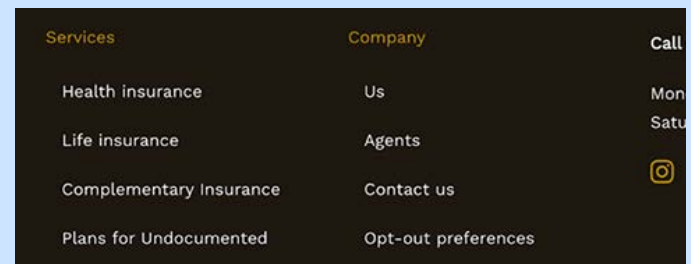 Services
Health insurance
Life insurance
Complementary Insurance
Plans for Undocumented
Company
Us
Agents
Contact us
Opt-out preferences
Call
Mon
Satu